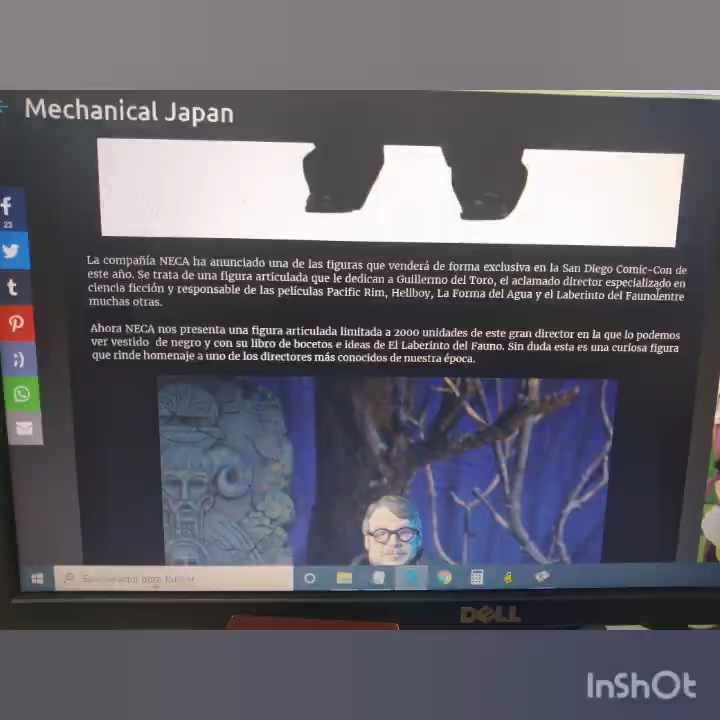 Mechanical Japan
f
23
t
;)
La compañía NECA ha anunciado una de las figuras que venderá de forma exclusiva en la San Diego Comic-Con de
este año. Se trata de una figura articulada que le dedican a Guillermo del Toro, el aclamado director especializado en
ciencia ficción y responsable de las películas Pacific Rim, Hellboy, La Forma del Agua y el Laberinto del Fauno entre
muchas otras.
Ahora NECA nos presenta una figura articulada limitada a 2000 unidades de este gran director en la que lo podemos
ver vestido de negro y con su libro de bocetos e ideas de El Laberinto del Fauno. Sin duda esta es una curiosa figura
que rinde homenaje a uno de los directores más conocidos de nuestra época.
DELL
InShOt